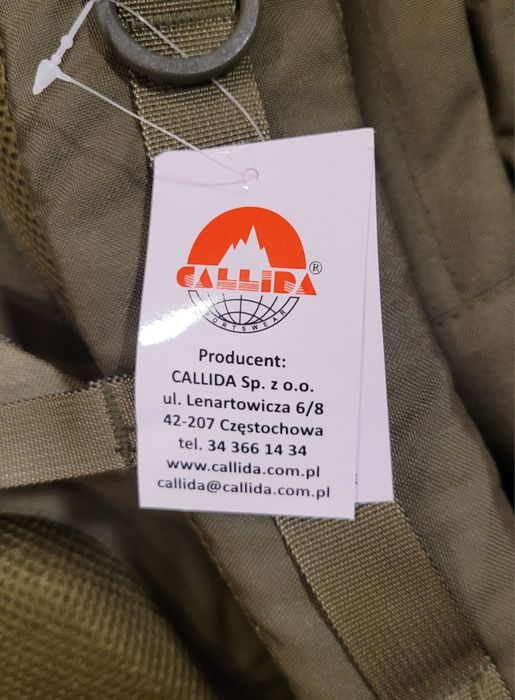 CALLIDA®
SPORTSWEAR
Producent:
CALLIDA Sp. z o.o.
ul. Lenartowicza 6/8
42-207 Częstochowa
tel. 34 366 14 34
www.callida.com.pl
callida@callida.com.pl